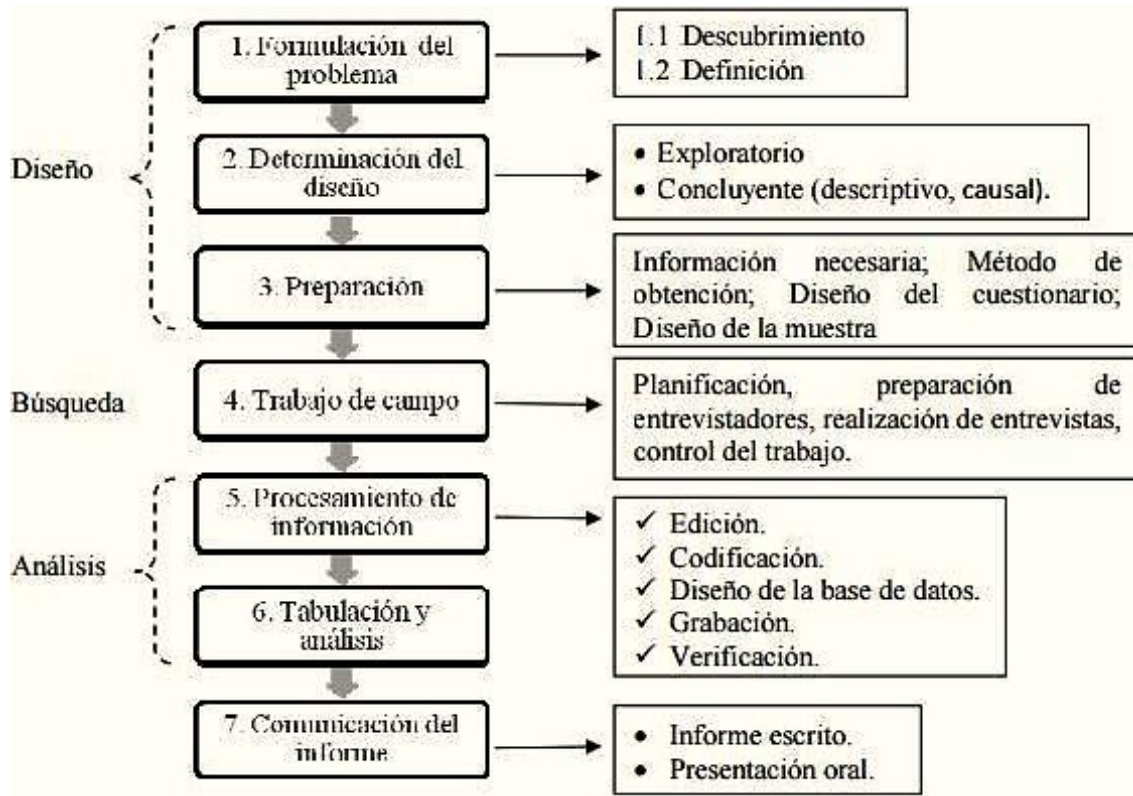 1. Formulación del
problema
1.1 Descubrimiento
1.2 Definición
Diseño
2. Determinación del
diseño
• Exploratorio
• Concluyente (descriptivo, causal).
3. Preparación
Información necesaria; Método de
obtención; Diseño del cuestionario;
Diseño de la muestra
Búsqueda
4. Trabajo de campo
Planificación, preparación de
entrevistadores, realización de entrevistas,
control del trabajo.
Análisis
5. Procesamiento de
información
✓ Edición.
✓ Codificación.
✓ Diseño de la base de datos.
✓ Grabación.
✓ Verificación.
6. Tabulación y
análisis
7. Comunicación del
informe
• Informe escrito.
• Presentación oral.